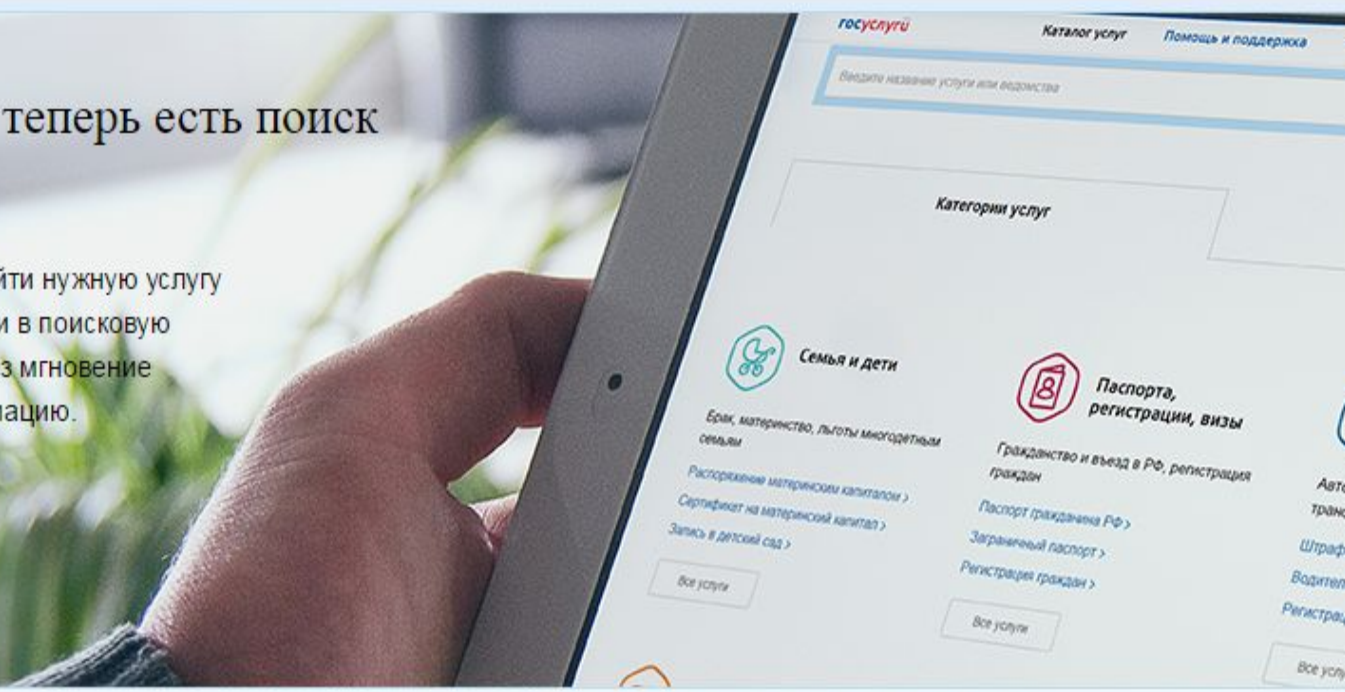 теперь есть поиск
йти нужную услугу
и в поисковую
з мгновение
ацию.
госуслуги
Каталог услуг
Помощь и поддержка
Введите название услуги или ведомства
Категории услуг
Семья и дети
Брак, материнство, льготы многодетным
семьям
Распоряжение материнским капиталом >
Сертификат на материнский капитал >
Запись в детский сад >
Все услуги
Паспорта,
регистрации, визы
Гражданство и въезд в РФ, регистрация
граждан
Паспорт гражданина РФ >
Заграничный паспорт >
Регистрация граждан >
Все услуги
Авто
транс
Штраф
Водител
Регистрац
Все услу